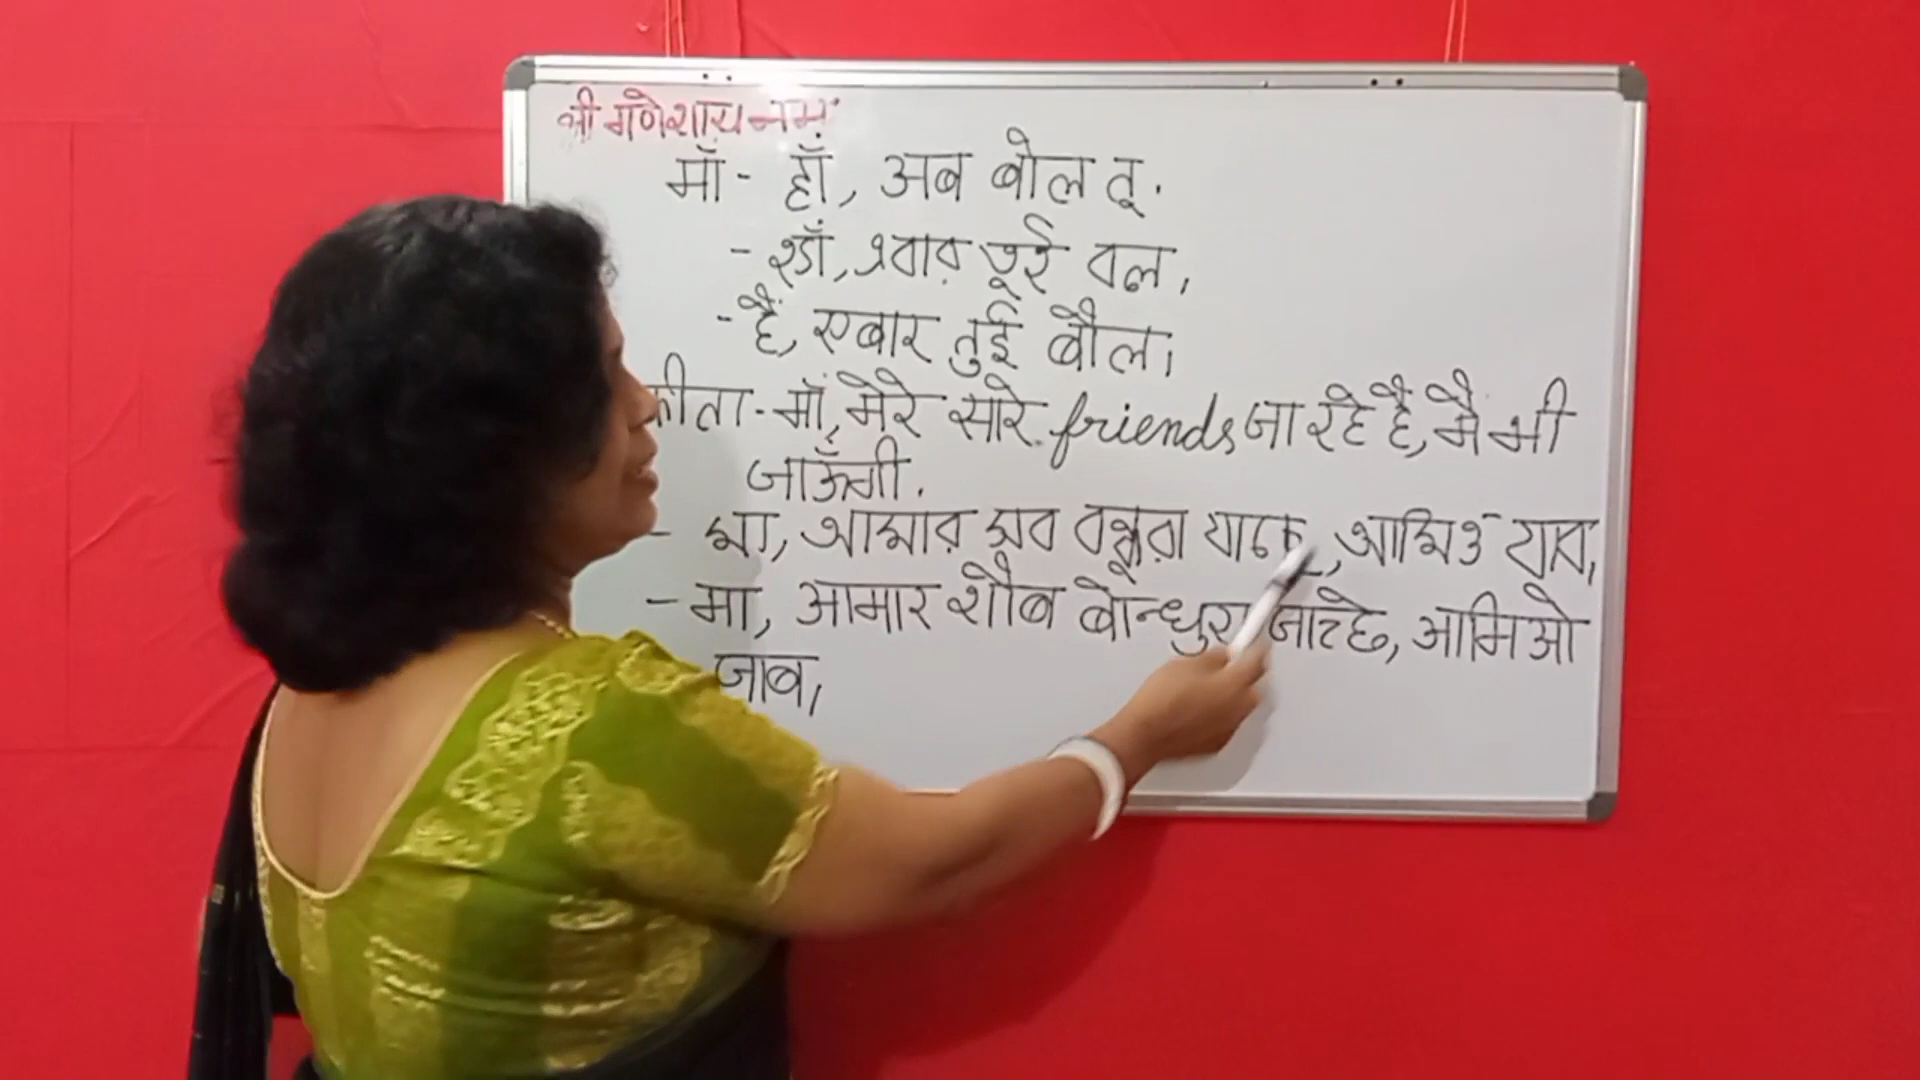 श्री गणेशाय नमः
माँ - हाँ, अब बोल तू.
- হ্যাঁ, এবার তুই বল,
- हैं, एबार तुई बौल,
कीता - माँ, मेरे सारे friends जा रहे है, मै भी
जाऊँगी.
- মা, আমার সব বন্ধুরা যাচ্ছে, আমিও যাব,
- मा, आमार शौब बोन्धुरा जाच्छे, आमिओ
जाब,